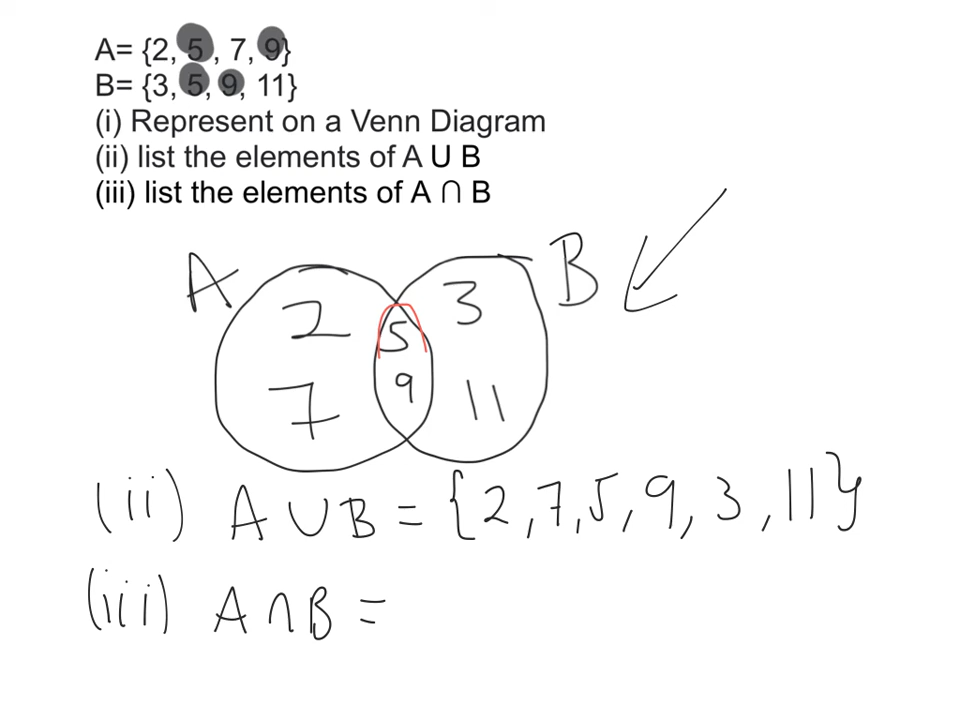 A= {2, 5, 7, 9}
B= {3, 5, 9, 11}
(i) Represent on a Venn Diagram
(ii) list the elements of A U B
(iii) list the elements of A ∩ B
A B
2 5 3
7 9 11
(ii) A ∪ B = {2,7,5,9,3,11}
(iii) A ∩ B =